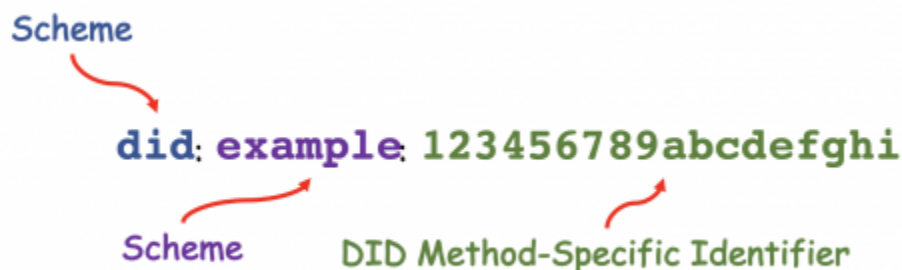 Scheme
did: example: 123456789abcdefghi
Scheme
DID Method-Specific Identifier